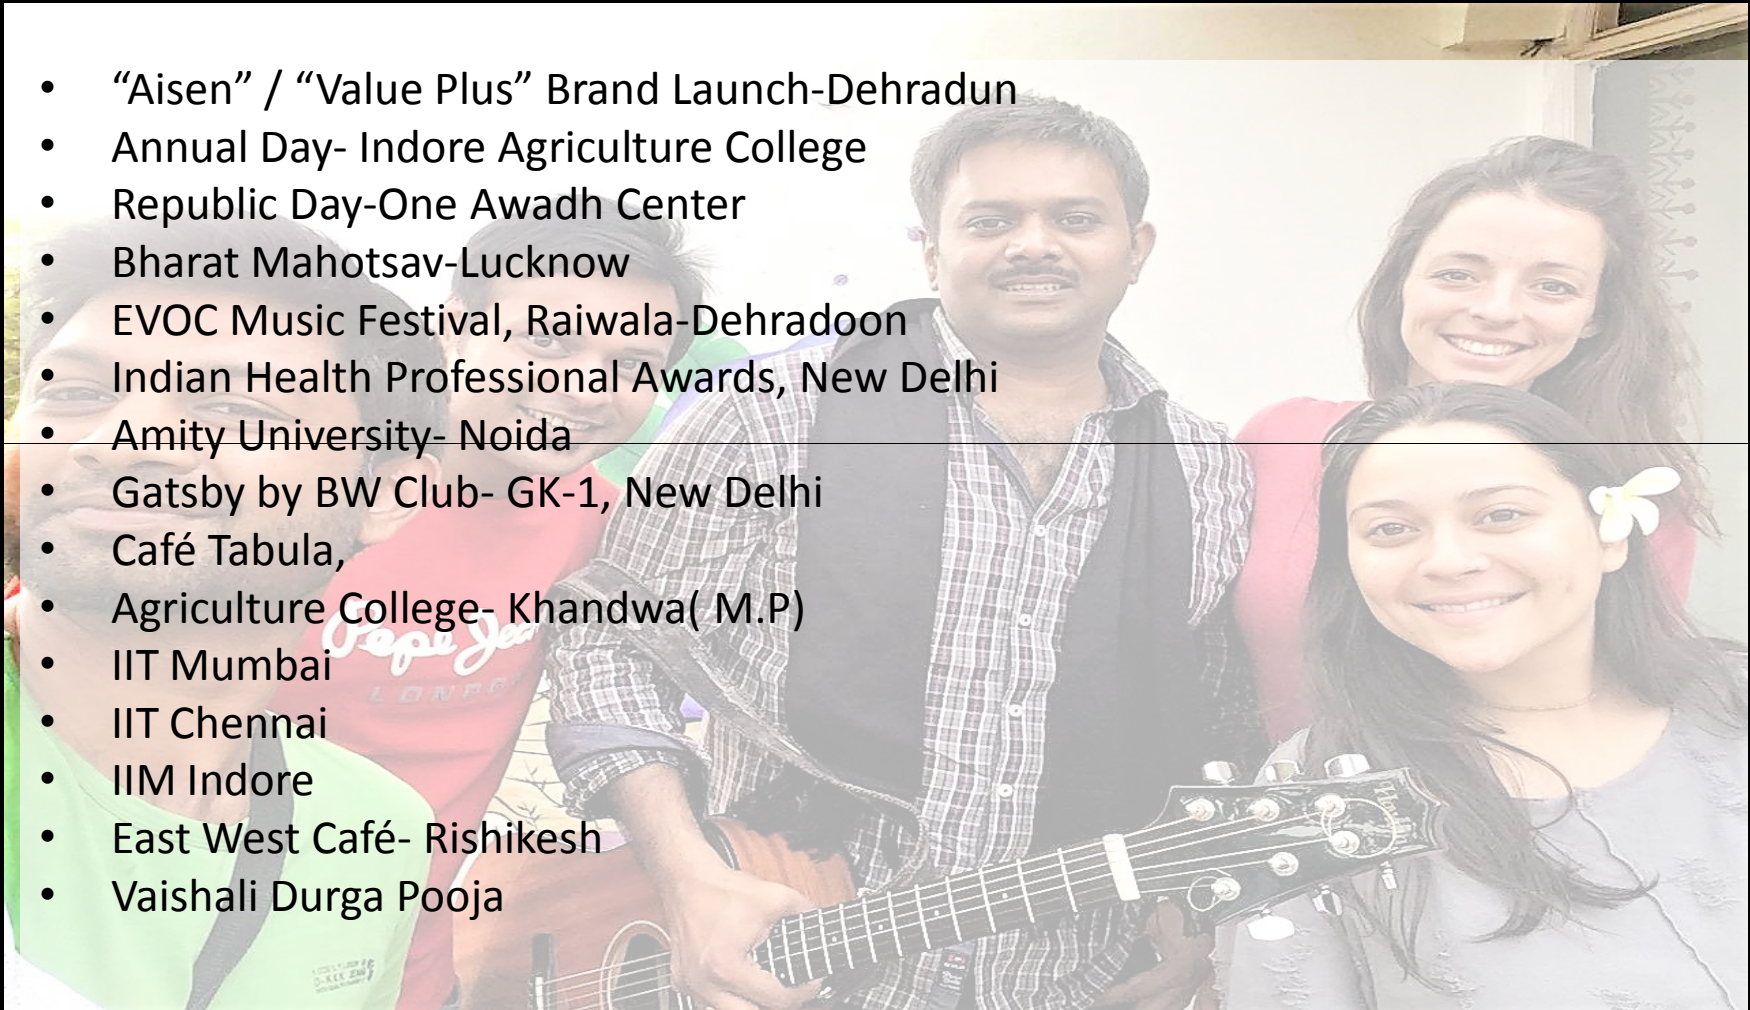 • “Aisen” / “Value Plus” Brand Launch-Dehradun
• Annual Day- Indore Agriculture College
• Republic Day-One Awadh Center
• Bharat Mahotsav-Lucknow
• EVOC Music Festival, Raiwala-Dehradoon
• Indian Health Professional Awards, New Delhi
• Amity University- Noida
• Gatsby by BW Club- GK-1, New Delhi
• Café Tabula,
• Agriculture College- Khandwa( M.P)
• IIT Mumbai
• IIT Chennai
• IIM Indore
• East West Café- Rishikesh
• Vaishali Durga Pooja
Pepe
LONDON